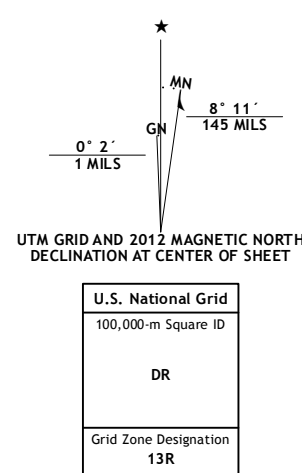 ★
MN
GN
8° 11´
145 MILS
0° 2´
1 MILS
UTM GRID AND 2012 MAGNETIC NORTH
DECLINATION AT CENTER OF SHEET
U.S. National Grid
100,000-m Square ID
DR
Grid Zone Designation
13R